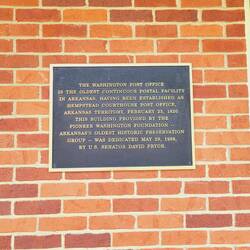 THE WASHINGTON POST OFFICE
IS THE OLDEST CONTINUOUS POSTAL FACILITY
IN ARKANSAS, HAVING BEEN ESTABLISHED AS
HEMPSTEAD COURTHOUSE POST OFFICE,
ARKANSAS TERRITORY, FEBRUARY 23, 1820.
THIS BUILDING PROVIDED BY THE
PIONEER WASHINGTON FOUNDATION –
ARKANSAS'S OLDEST HISTORIC PRESERVATION
GROUP – WAS DEDICATED MAY 28, 1988,
BY U.S. SENATOR DAVID PRYOR.